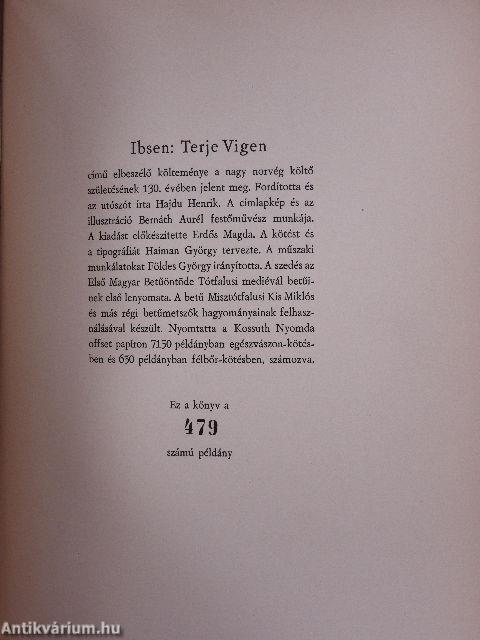 Ibsen: Terje Vigen
című elbeszélő költeménye a nagy norvég költő
születésének 130. évében jelent meg. Fordította és
az utószót írta Hajdu Henrik. A címlapkép és az
illusztráció Bernáth Aurél festőművész munkája.
A kiadást előkészítette Erdős Magda. A kötést és
a tipográfiát Haiman György tervezte. A műszaki
munkálatokat Földes György irányította. A szedés az
Első Magyar Betűöntöde Tótfalusi mediévál betűi-
nek első lenyomata. A betű Misztótfalusi Kis Miklós
és más régi betűmetszők hagyományainak felhasz-
nálásával készült. Nyomtatta a Kossuth Nyomda
offset papíron 7150 példányban egészvászon-kötés-
ben és 650 példányban félbőr-kötésben, számozva.
Ez a könyv a
479
számú példány
Antikvárium.hu